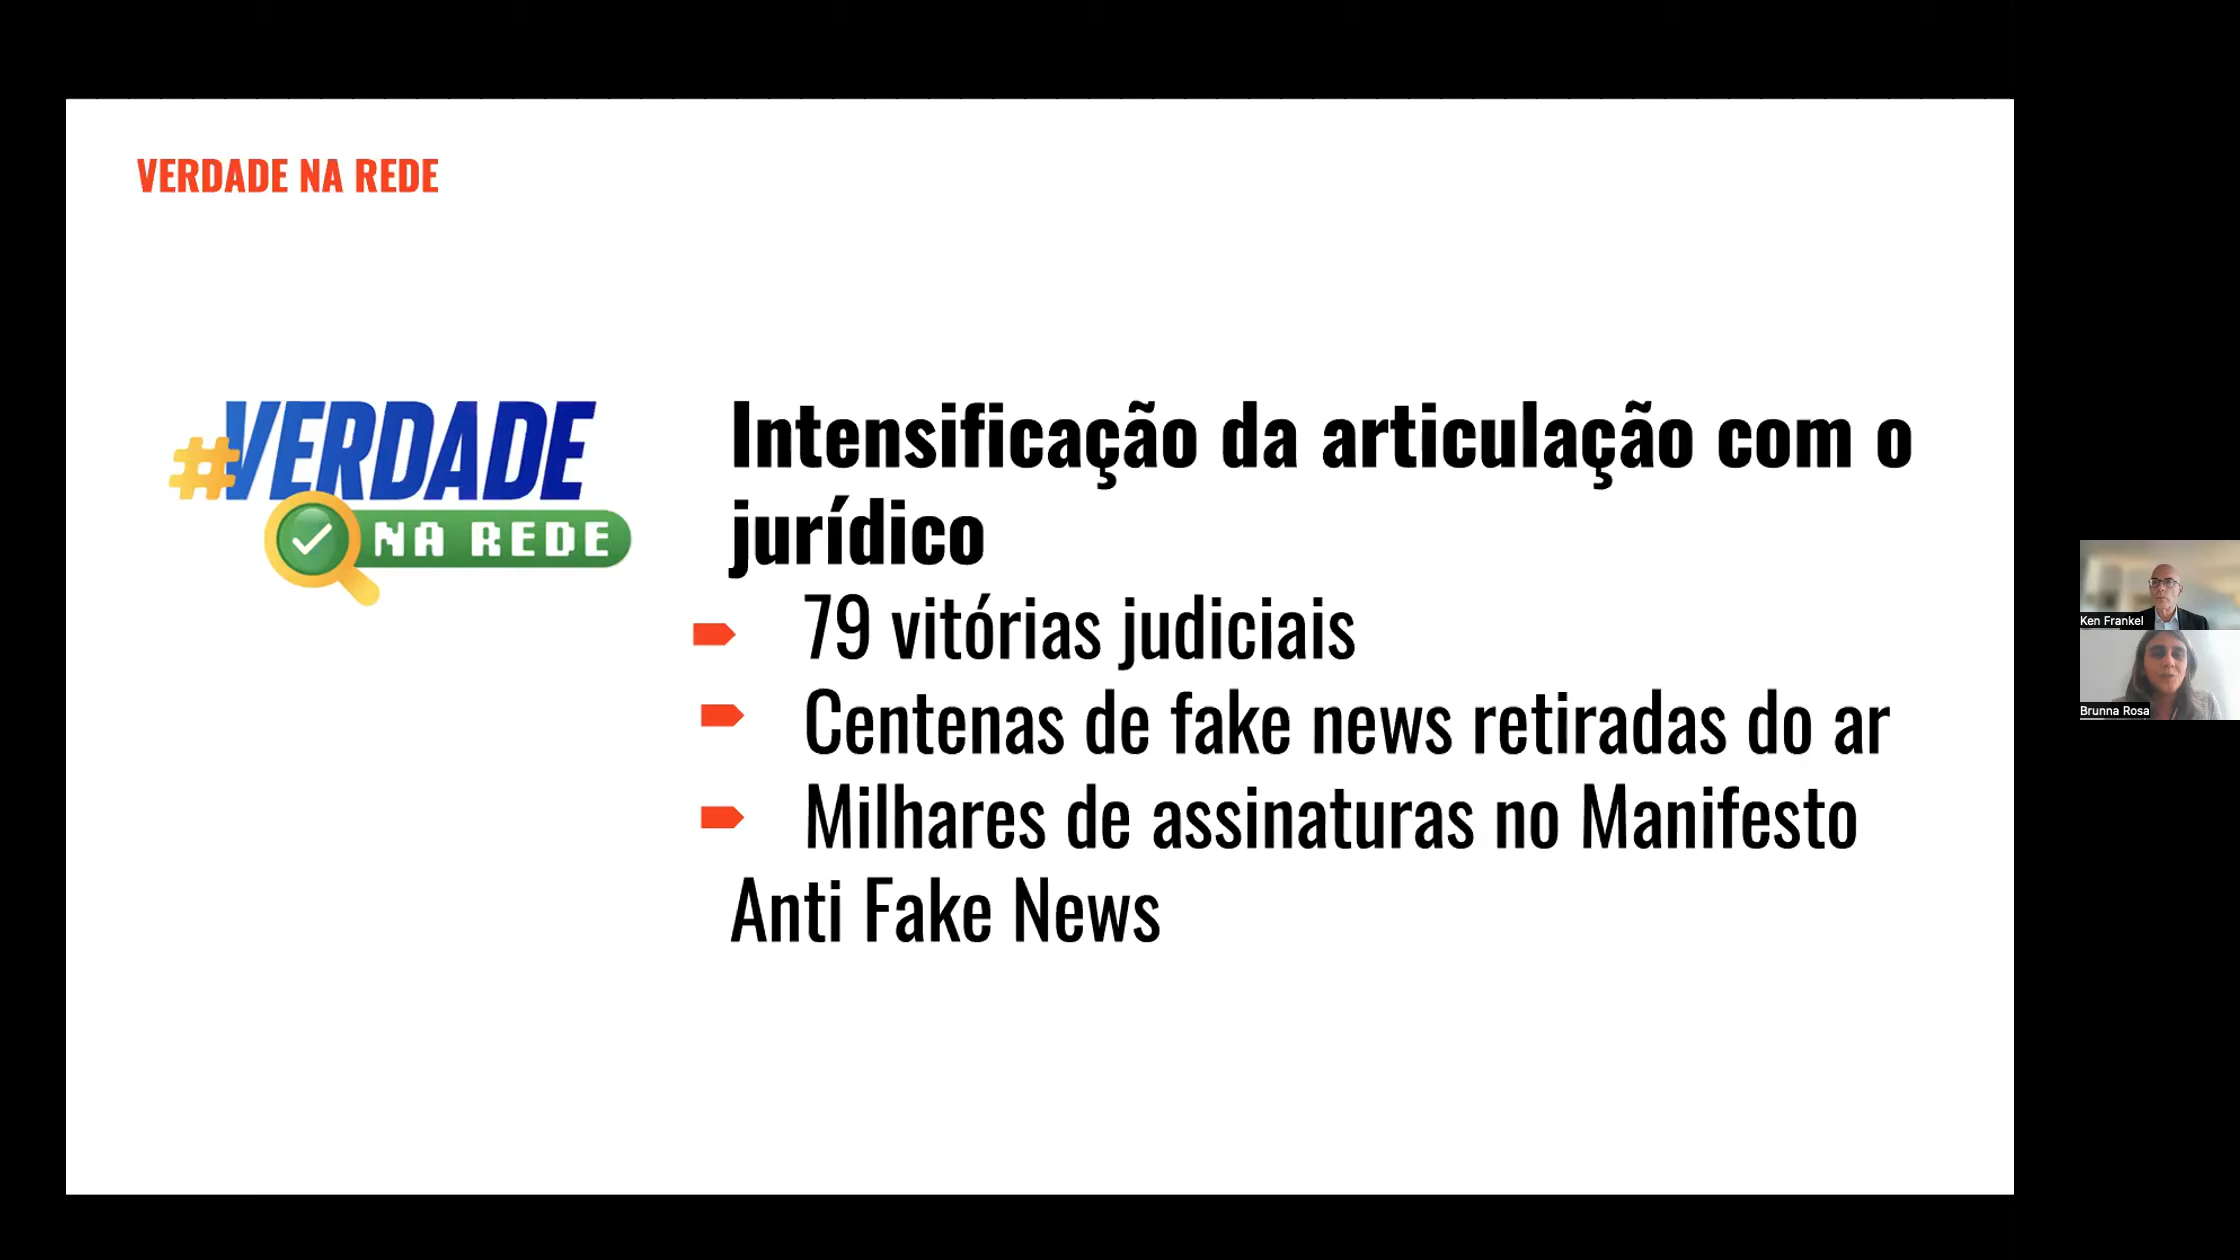 VERDADE NA REDE
#VERDADE
NA REDE
Intensificação da articulação com o
jurídico
79 vitórias judiciais
Centenas de fake news retiradas do ar
Milhares de assinaturas no Manifesto
Anti Fake News
Ken Frankel
Brunna Rosa